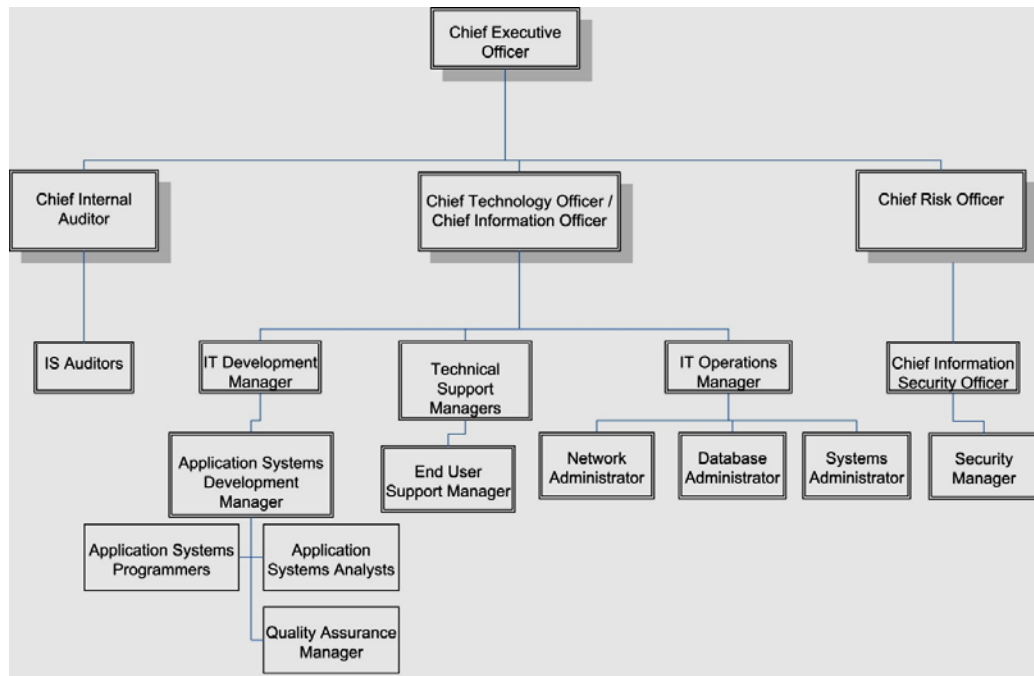 Chief Executive
Officer
Chief Internal
Auditor
Chief Technology Officer /
Chief Information Officer
Chief Risk Officer
IS Auditors
IT Development
Manager
Technical
Support
Managers
IT Operations
Manager
Chief Information
Security Officer
Application Systems
Development
Manager
End User
Support Manager
Network
Administrator
Database
Administrator
Systems
Administrator
Security
Manager
Application Systems
Programmers
Application
Systems Analysts
Quality Assurance
Manager